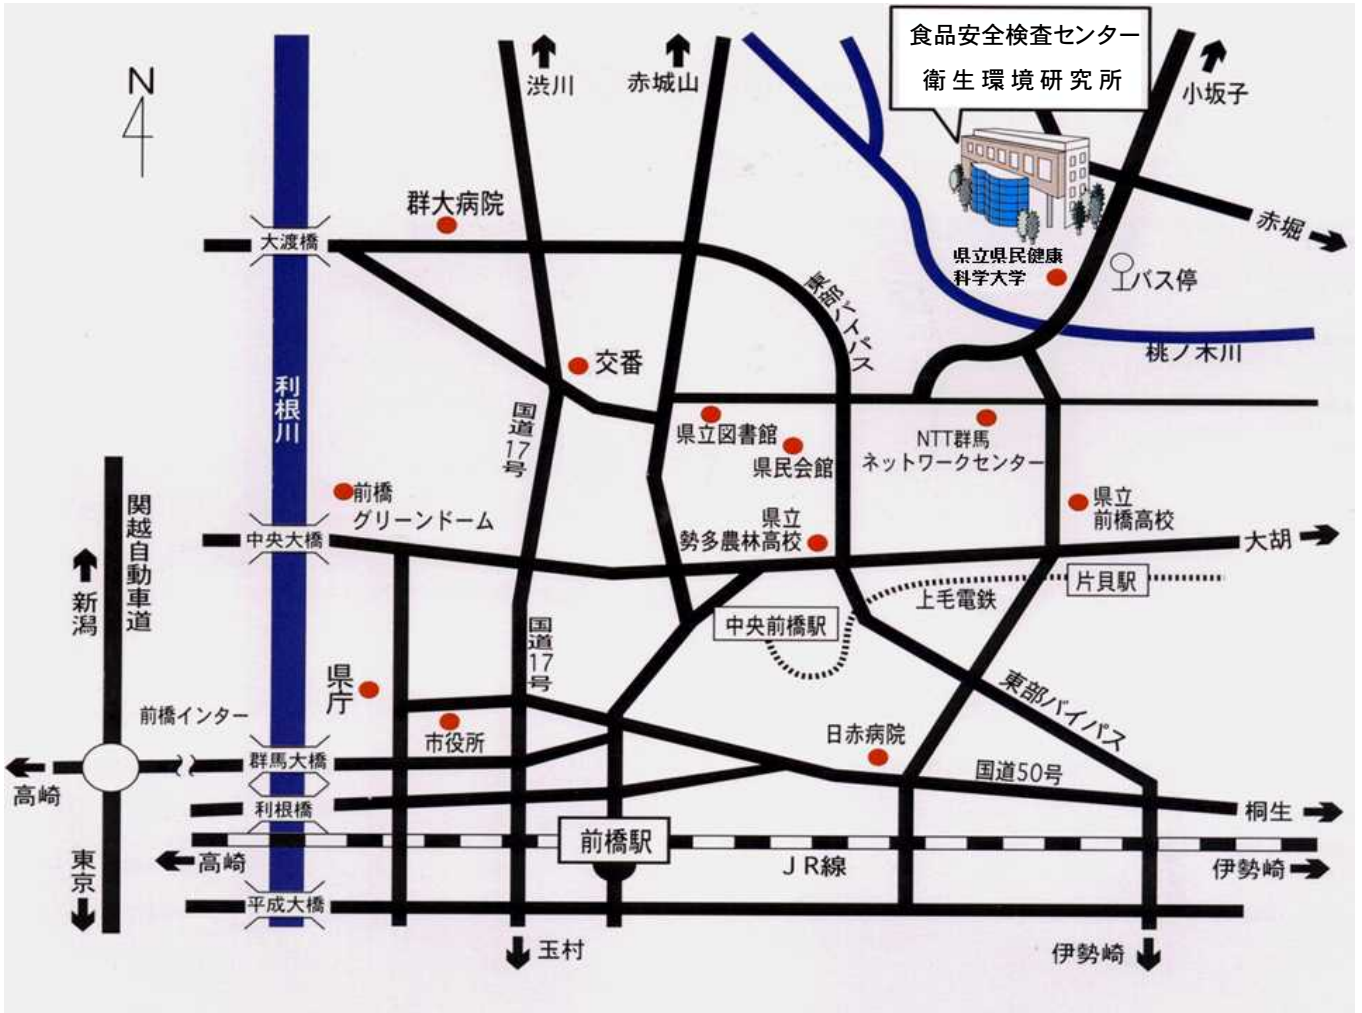 食品安全検査センター
衛生環境研究所
N
渋川
赤城山
小坂子
群大病院
大渡橋
赤堀
県立県民健康
科学大学
バス停
東部バイパス
桃ノ木川
交番
利根川
国道17号
県立図書館
県民会館
NTT群馬
ネットワークセンター
前橋
グリーンドーム
県立
前橋高校
県立
勢多農林高校
中央大橋
大胡
関越自動車道
新潟
片貝駅
上毛電鉄
中央前橋駅
国道17号
県庁
東部バイパス
前橋インター
市役所
日赤病院
群馬大橋
国道50号
高崎
利根橋
桐生
前橋駅
高崎
JR線
伊勢崎
東京
平成大橋
玉村
伊勢崎